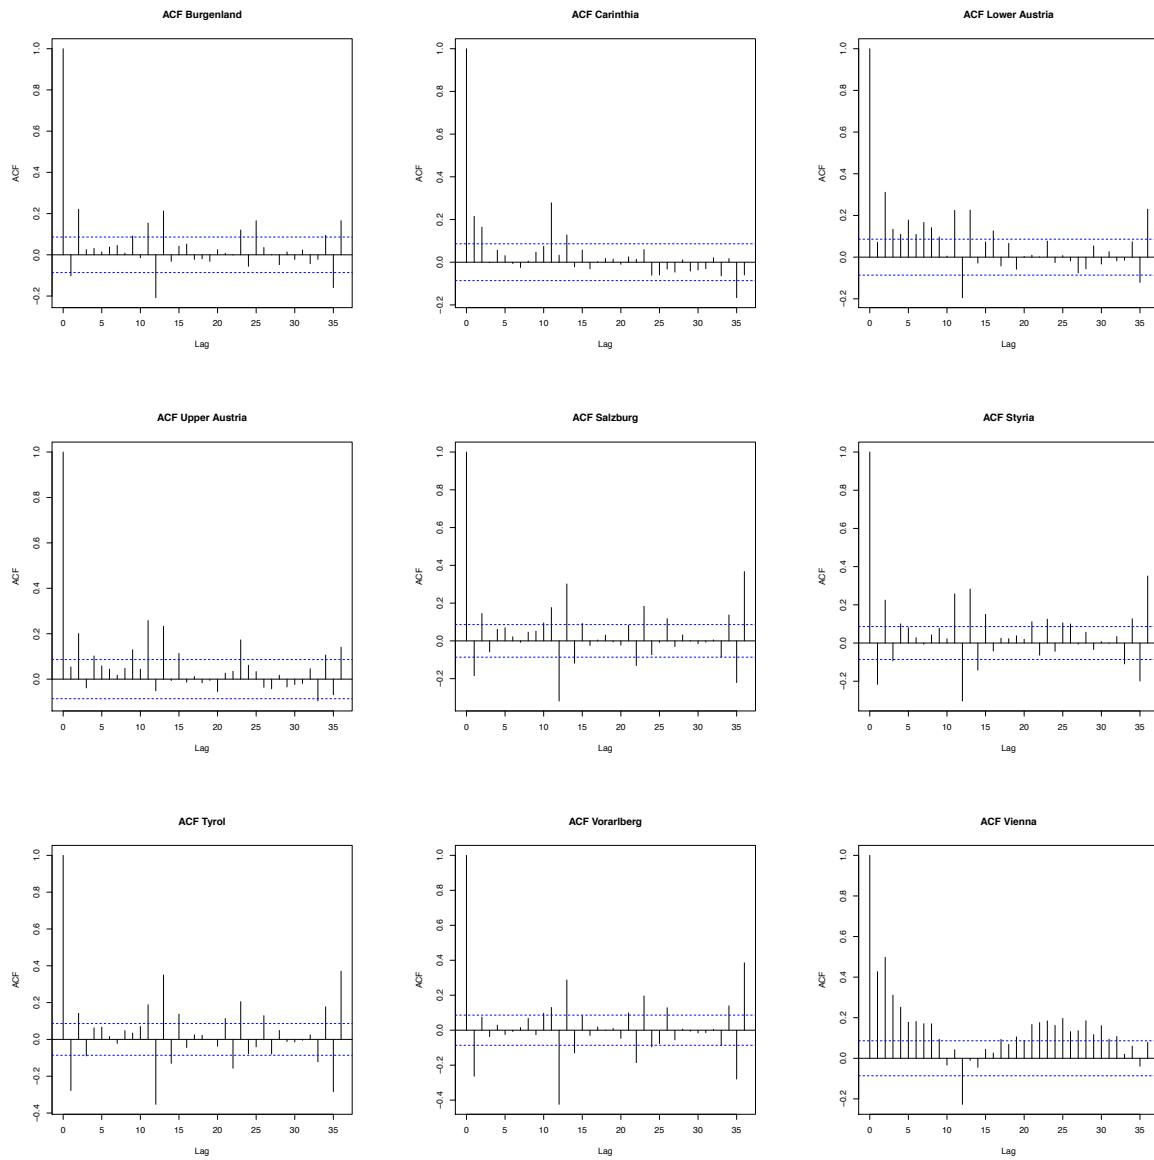 ACF Burgenland
ACF
1.0
0.8
0.6
0.4
0.2
0.0
−0.2
0 5 10 15 20 25 30 35
Lag
ACF Carinthia
ACF
1.0
0.8
0.6
0.4
0.2
0.0
−0.2
0 5 10 15 20 25 30 35
Lag
ACF Lower Austria
ACF
1.0
0.8
0.6
0.4
0.2
0.0
−0.2
0 5 10 15 20 25 30 35
Lag
ACF Upper Austria
ACF
1.0
0.8
0.6
0.4
0.2
0.0
0 5 10 15 20 25 30 35
Lag
ACF Salzburg
ACF
1.0
0.8
0.6
0.4
0.2
0.0
−0.2
0 5 10 15 20 25 30 35
Lag
ACF Styria
ACF
1.0
0.8
0.6
0.4
0.2
0.0
−0.2
0 5 10 15 20 25 30 35
Lag
ACF Tyrol
ACF
1.0
0.8
0.6
0.4
0.2
0.0
−0.2
−0.4
0 5 10 15 20 25 30 35
Lag
ACF Vorarlberg
ACF
1.0
0.8
0.6
0.4
0.2
0.0
−0.2
−0.4
0 5 10 15 20 25 30 35
Lag
ACF Vienna
ACF
1.0
0.8
0.6
0.4
0.2
0.0
−0.2
0 5 10 15 20 25 30 35
Lag